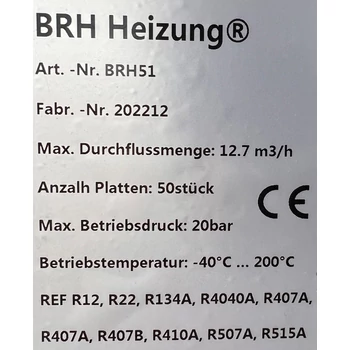 BRH Heizung®
Art. -Nr. BRH51
Fabr. -Nr. 202212
Max. Durchflussmenge: 12.7 m3/h
Anzalh Platten: 50stück
CE
Max. Betriebsdruck: 20bar
Betriebstemperatur: -40°C ... 200°C
REF R12, R22, R134A, R4040A, R407A,
R407A, R407B, R410A, R507A, R515A